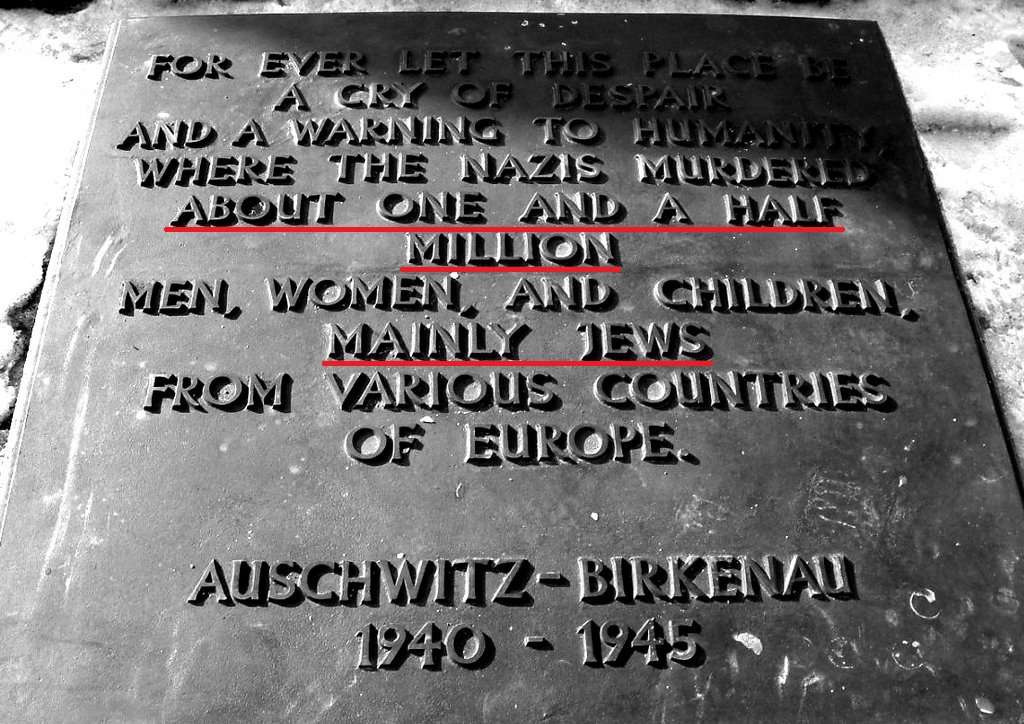 FOR EVER LET THIS PLACE BE
A CRY OF DESPAIR
AND A WARNING TO HUMANITY,
WHERE THE NAZIS MURDERED
ABOUT ONE AND A HALF
MILLION
MEN, WOMEN, AND CHILDREN,
MAINLY JEWS
FROM VARIOUS COUNTRIES
OF EUROPE.
AUSCHWITZ - BIRKENAU
1940 - 1945